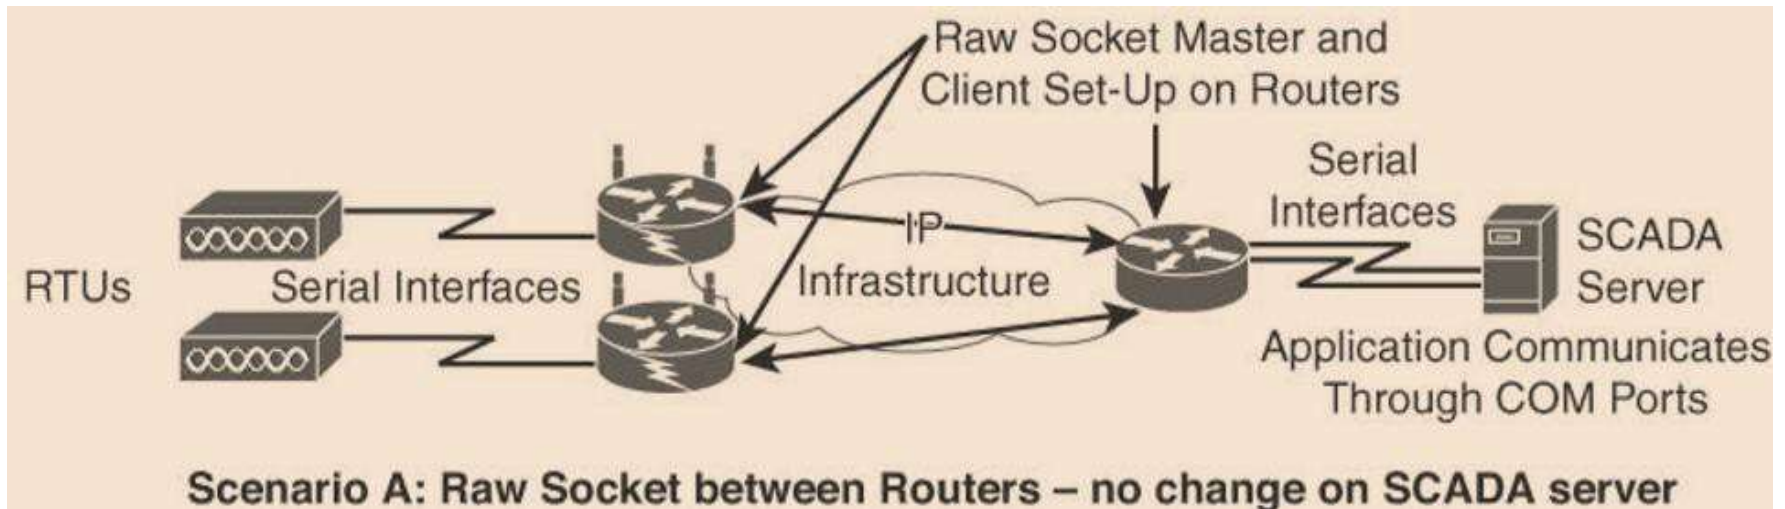 Raw Socket Master and
Client Set-Up on Routers
Serial
Interfaces
IP
Infrastructure
SCADA
Server
RTUs
Serial Interfaces
Application Communicates
Through COM Ports
Scenario A: Raw Socket between Routers – no change on SCADA server